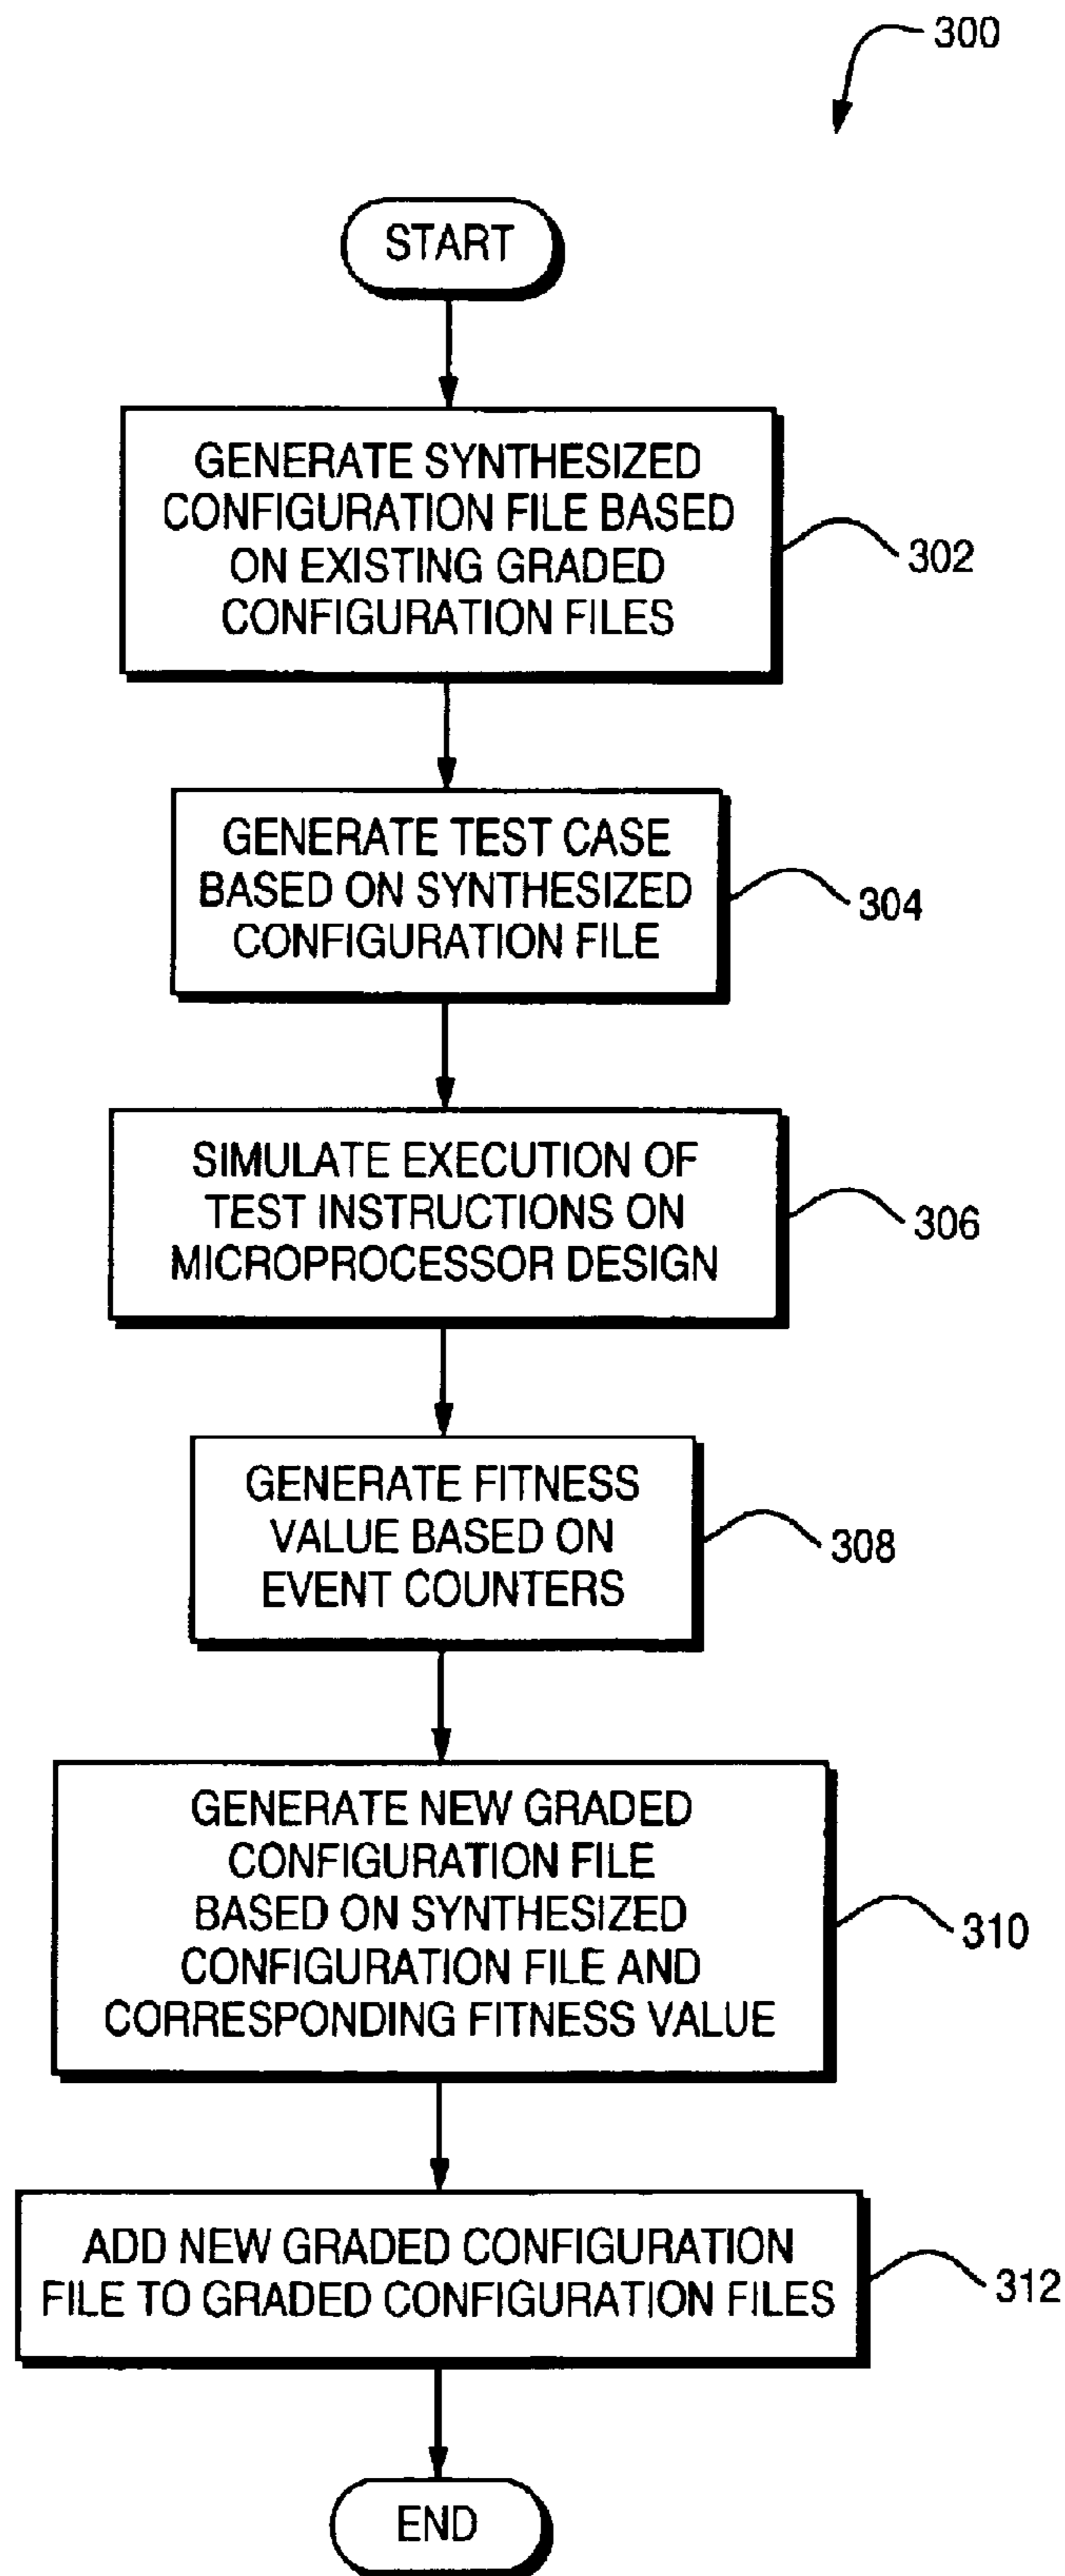 300
START
GENERATE SYNTHESIZED
CONFIGURATION FILE BASED
ON EXISTING GRADED
CONFIGURATION FILES
302
GENERATE TEST CASE
BASED ON SYNTHESIZED
CONFIGURATION FILE
304
SIMULATE EXECUTION OF
TEST INSTRUCTIONS ON
MICROPROCESSOR DESIGN
306
GENERATE FITNESS
VALUE BASED ON
EVENT COUNTERS
308
GENERATE NEW GRADED
CONFIGURATION FILE
BASED ON SYNTHESIZED
CONFIGURATION FILE AND
CORRESPONDING FITNESS VALUE
310
ADD NEW GRADED CONFIGURATION
FILE TO GRADED CONFIGURATION FILES
312
END